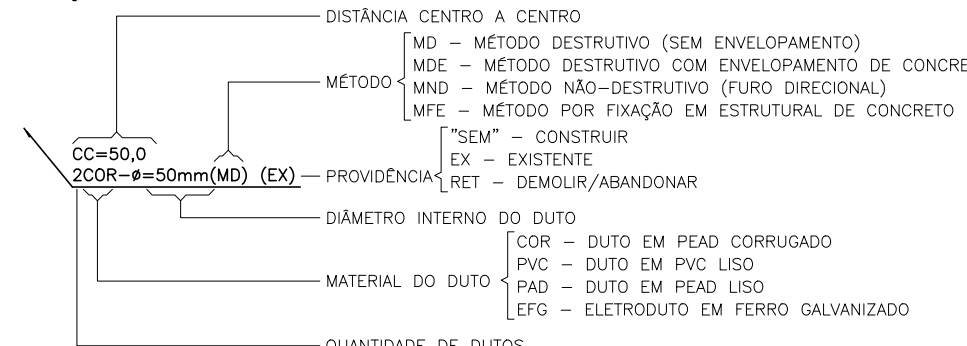 DISTÂNCIA CENTRO A CENTRO
MÉTODO
MD – MÉTODO DESTRUTIVO (SEM ENVELOPAMENTO)
MDE – MÉTODO DESTRUTIVO COM ENVELOPAMENTO DE CONCRE
MND – MÉTODO NÃO–DESTRUTIVO (FURO DIRECIONAL)
MFE – MÉTODO POR FIXAÇÃO EM ESTRUTURAL DE CONCRETO
CC=50,0
2COR–ø=50mm(MD) (EX)
PROVIDÊNCIA
"SEM" – CONSTRUIR
EX – EXISTENTE
RET – DEMOLIR/ABANDONAR
DIÂMETRO INTERNO DO DUTO
MATERIAL DO DUTO
COR – DUTO EM PEAD CORRUGADO
PVC – DUTO EM PVC LISO
PAD – DUTO EM PEAD LISO
EFG – ELETRODUTO EM FERRO GALVANIZADO
QUANTIDADE DE DUTOS